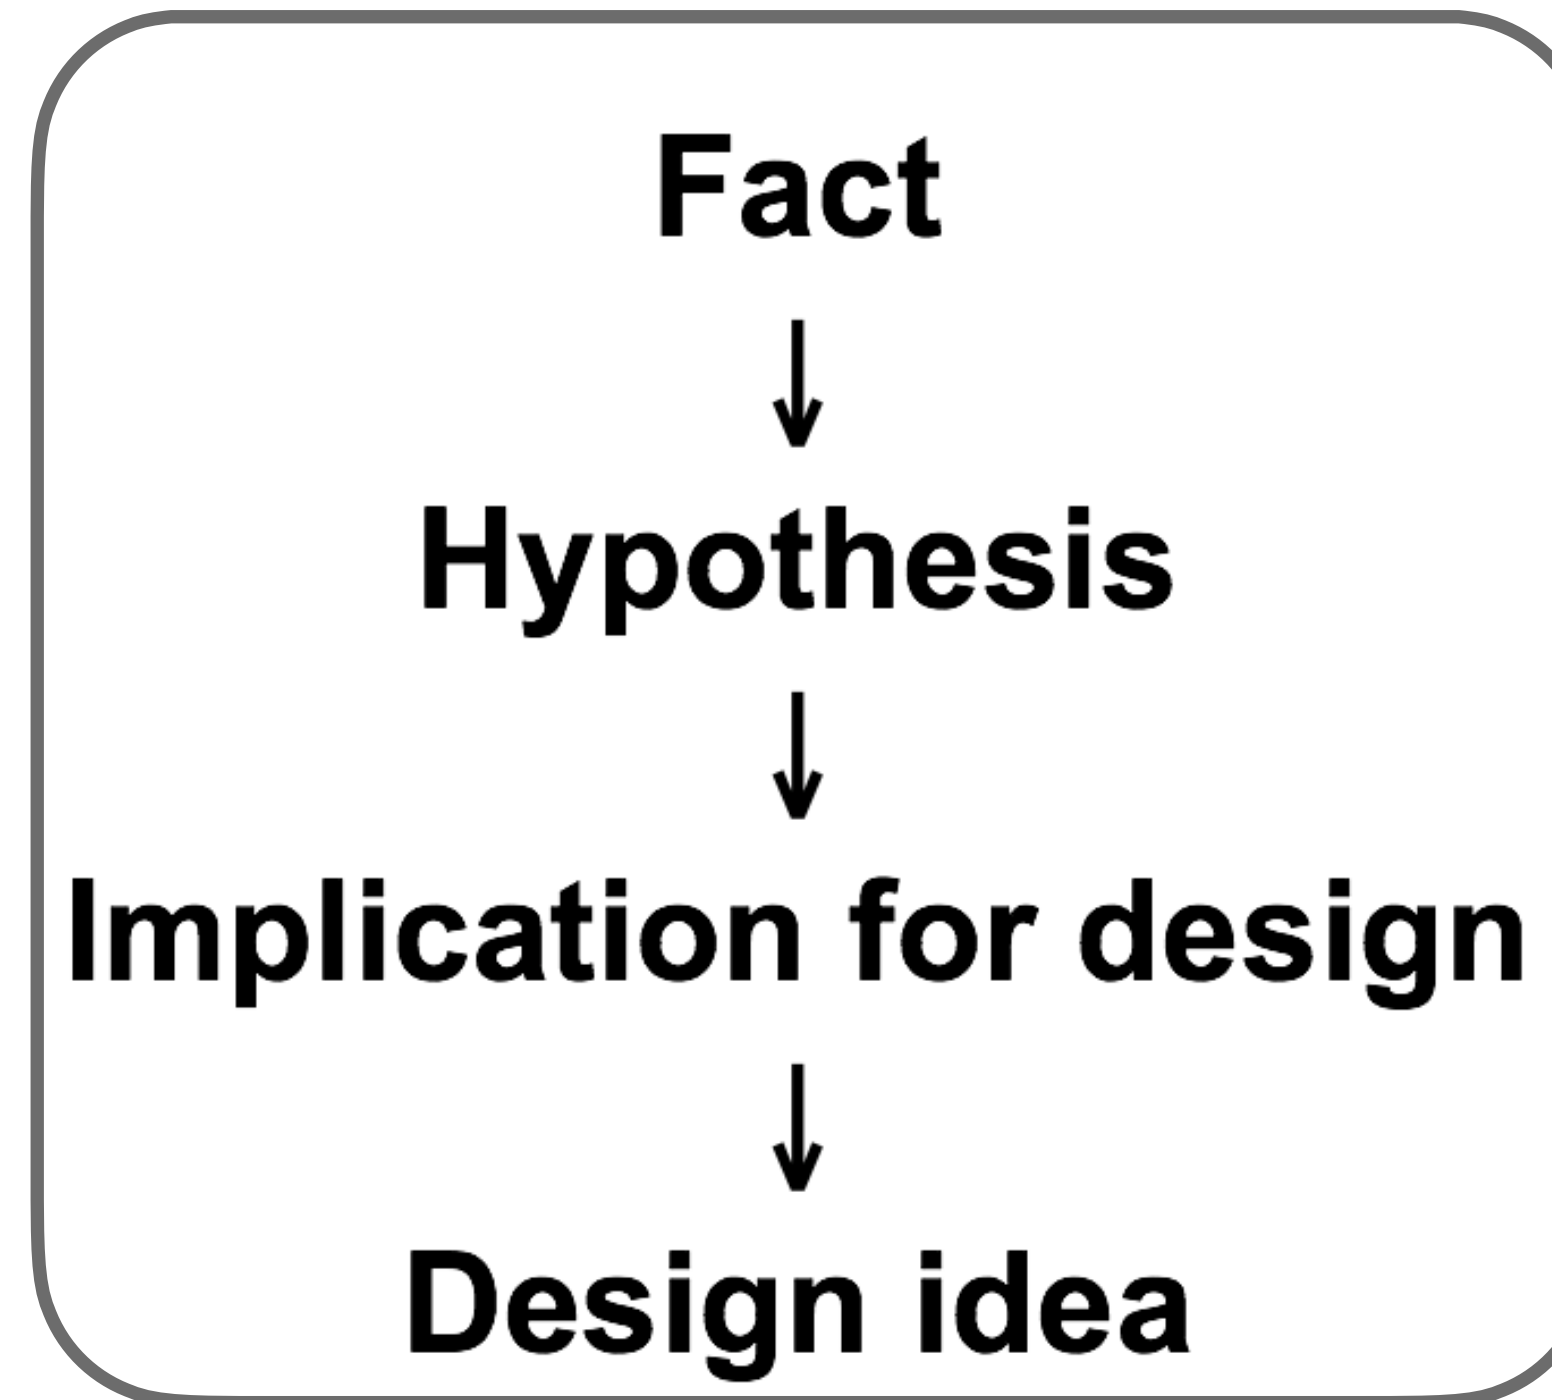 Fact
↓
Hypothesis
↓
Implication for design
↓
Design idea